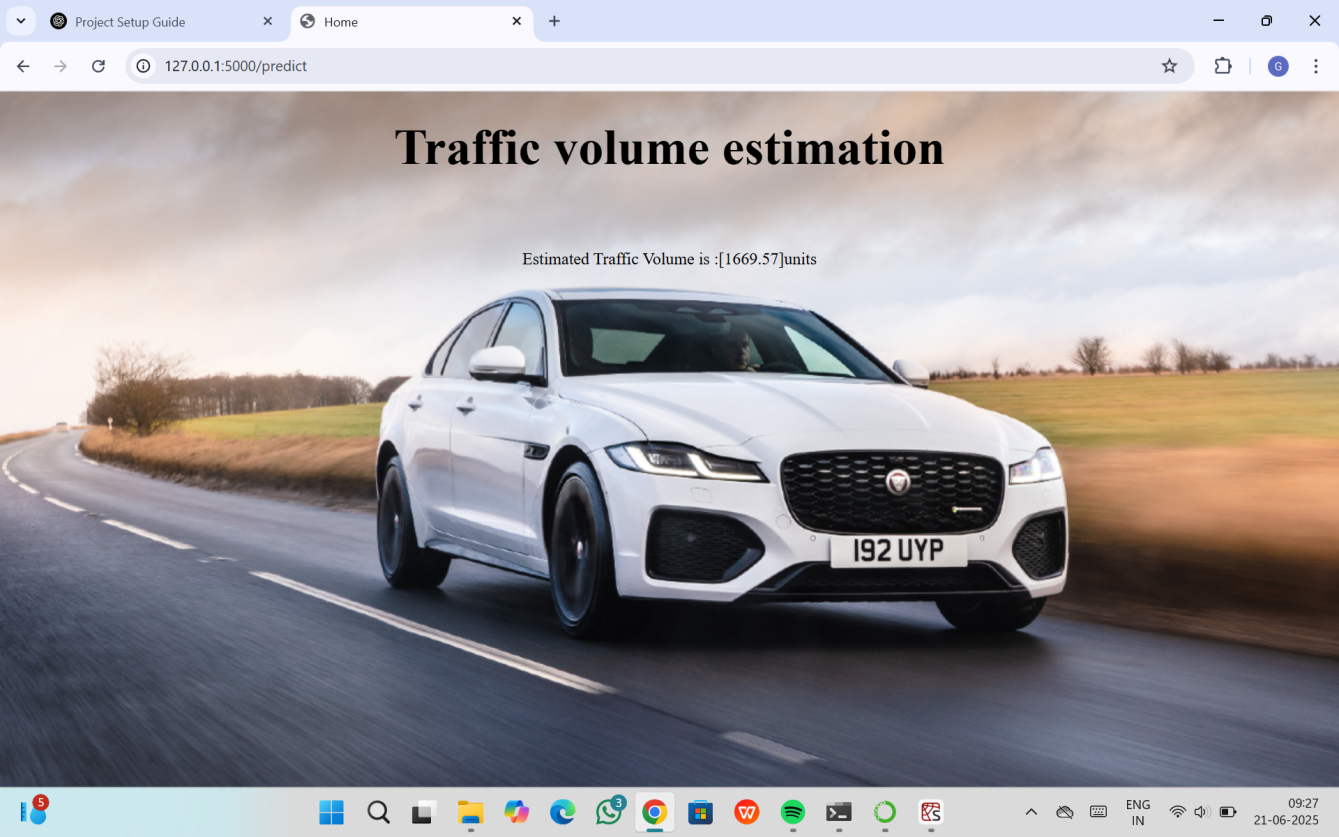 Project Setup Guide
Home
127.0.0.1:5000/predict
G
Traffic volume estimation
Estimated Traffic Volume is :[1669.57]units
192 UYP
5
3
W
ENG
IN
09:27
21-06-2025